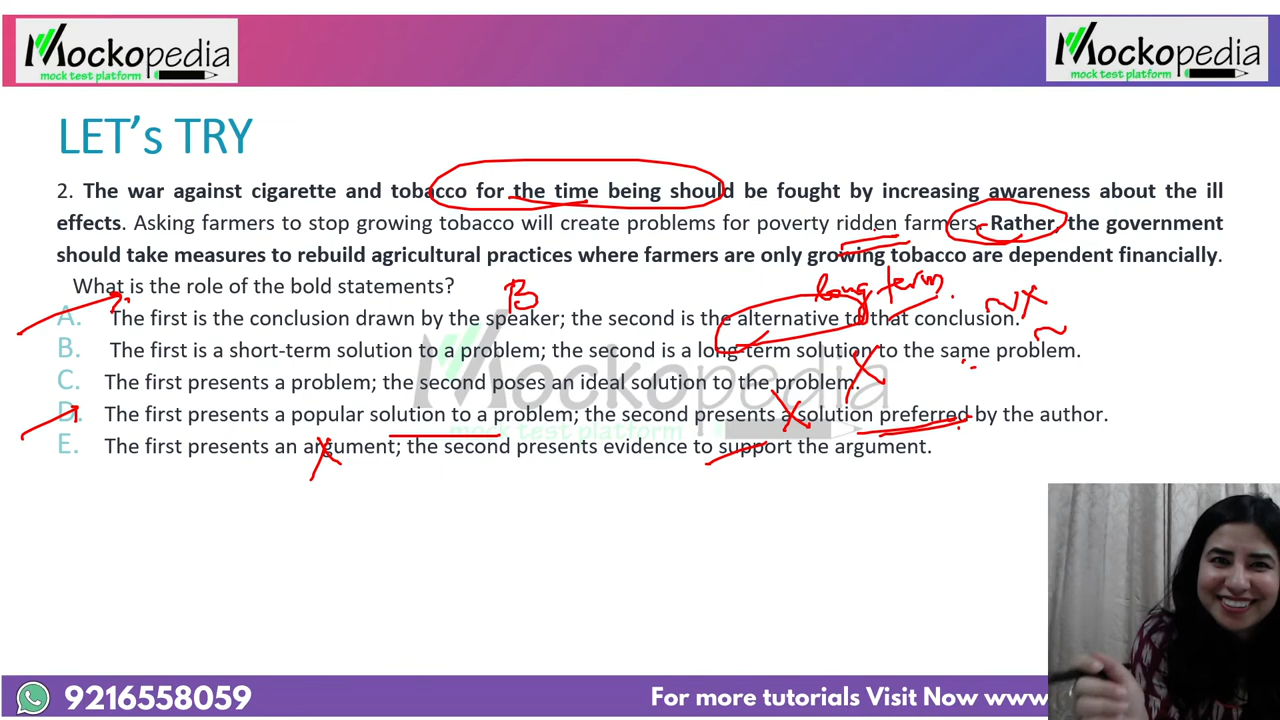 Mockopedia
mock test platform
Mockopedia
mock test platform
LET's TRY
2. The war against cigarette and tobacco for the time being should be fought by increasing awareness about the ill
effects. Asking farmers to stop growing tobacco will create problems for poverty ridden farmers. Rather, the government
should take measures to rebuild agricultural practices where farmers are only growing tobacco are dependent financially.
What is the role of the bold statements?
B
long term
A. The first is the conclusion drawn by the speaker; the second is the alternative to that conclusion.
B. The first is a short-term solution to a problem; the second is a long-term solution to the same problem.
C. The first presents a problem; the second poses an ideal solution to the problem.
D. The first presents a popular solution to a problem; the second presents a solution preferred by the author.
E. The first presents an argument; the second presents evidence to support the argument.
Mockopedia
9216558059
For more tutorials Visit Now www